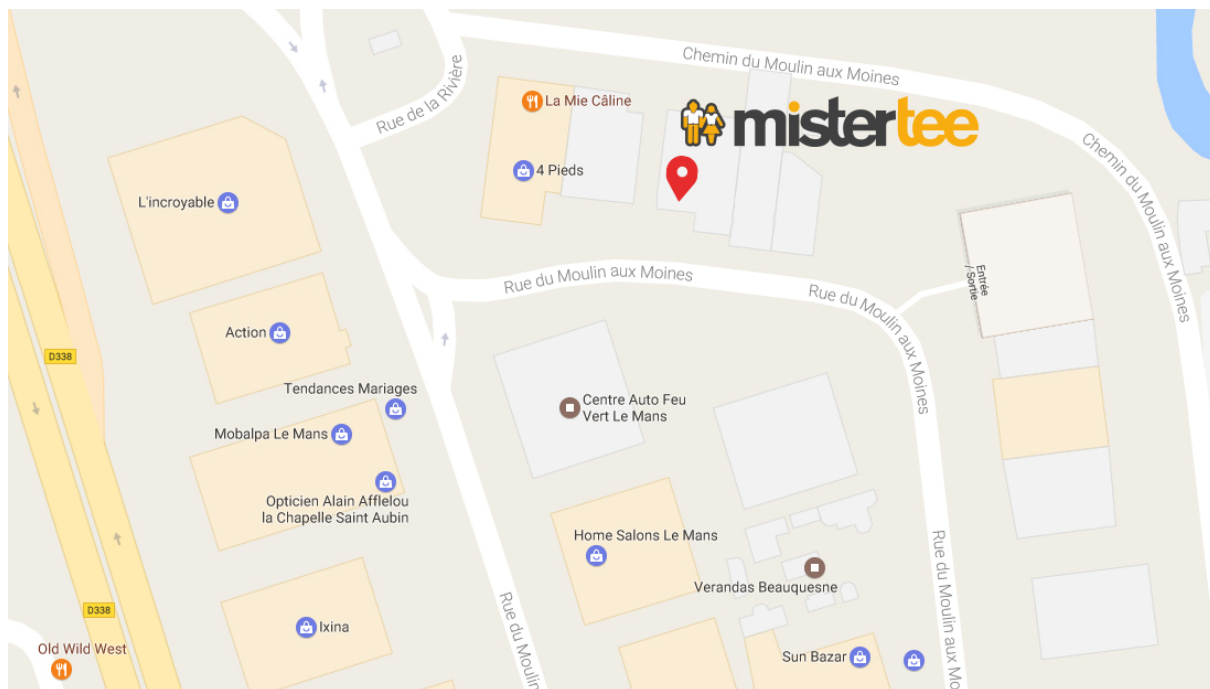 Chemin du Moulin aux Moines
La Mie Câline
mistertee
Rue de la Rivière
4 Pieds
Chemin du Moulin aux Moines
L'incroyable
Entrée
/ Sortie
Rue du Moulin aux Moines
Rue du Moulin aux Moines
Action
D338
Tendances Mariages
Centre Auto Feu
Vert Le Mans
Mobalpa Le Mans
Opticien Alain Afflelou
la Chapelle Saint Aubin
Home Salons Le Mans
Rue du Moulin aux Moines
Verandas Beauquesne
D338
Rue du Moulin
Ixina
Old Wild West
Sun Bazar